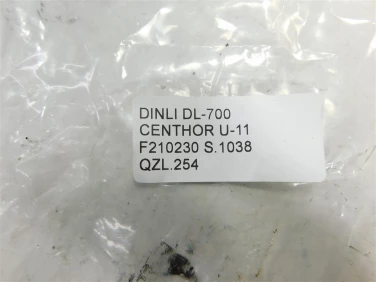 DINLI DL-700
CENTHOR U-11
F210230 S.1038
QZL.254